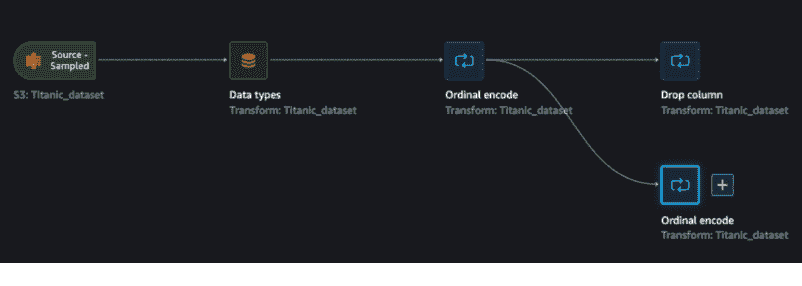 Source -
Sampled
S3: Titanic_dataset
Data types
Transform: Titanic_dataset
Ordinal encode
Transform: Titanic_dataset
Drop column
Transform: Titanic_dataset
Ordinal encode
Transform: Titanic_dataset